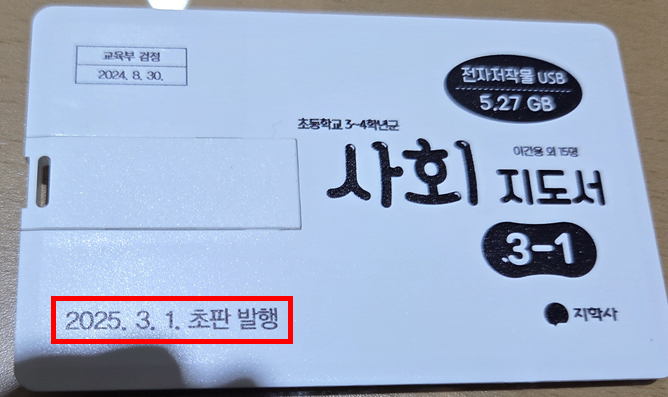 교육부 검정
2024. 8. 30.
전자저작물 USB
5.27 GB
초등학교 3~4학년군
사회 지도서
이간용 외 15명
3-1
2025. 3. 1. 초판 발행
지학사